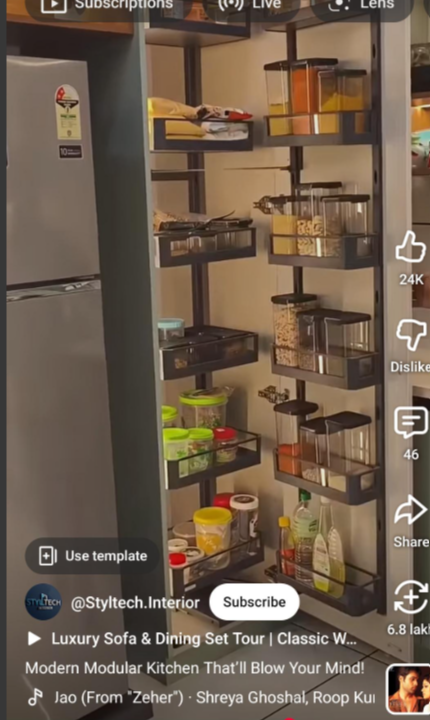 Subscriptions
Live
Lens
24K
Dislike
46
Share
6.8 lakh
Use template
@Styltech.Interior
Subscribe
Luxury Sofa & Dining Set Tour | Classic W...
Modern Modular Kitchen That'll Blow Your Mind!
Jao (From "Zeher") · Shreya Ghoshal, Roop Ku